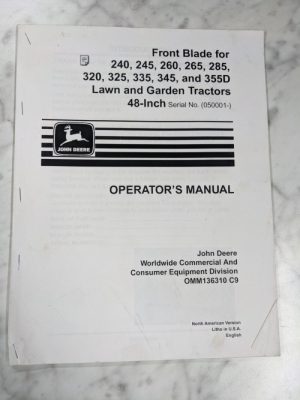 Front Blade for
240, 245, 260, 265, 285,
320, 325, 335, 345, and 355D
Lawn and Garden Tractors
48-Inch Serial No. (050001-)
JOHN DEERE
OPERATOR'S MANUAL
John Deere
Worldwide Commercial And
Consumer Equipment Division
OMM136310 C9
North American Version
Litho in U.S.A.
English